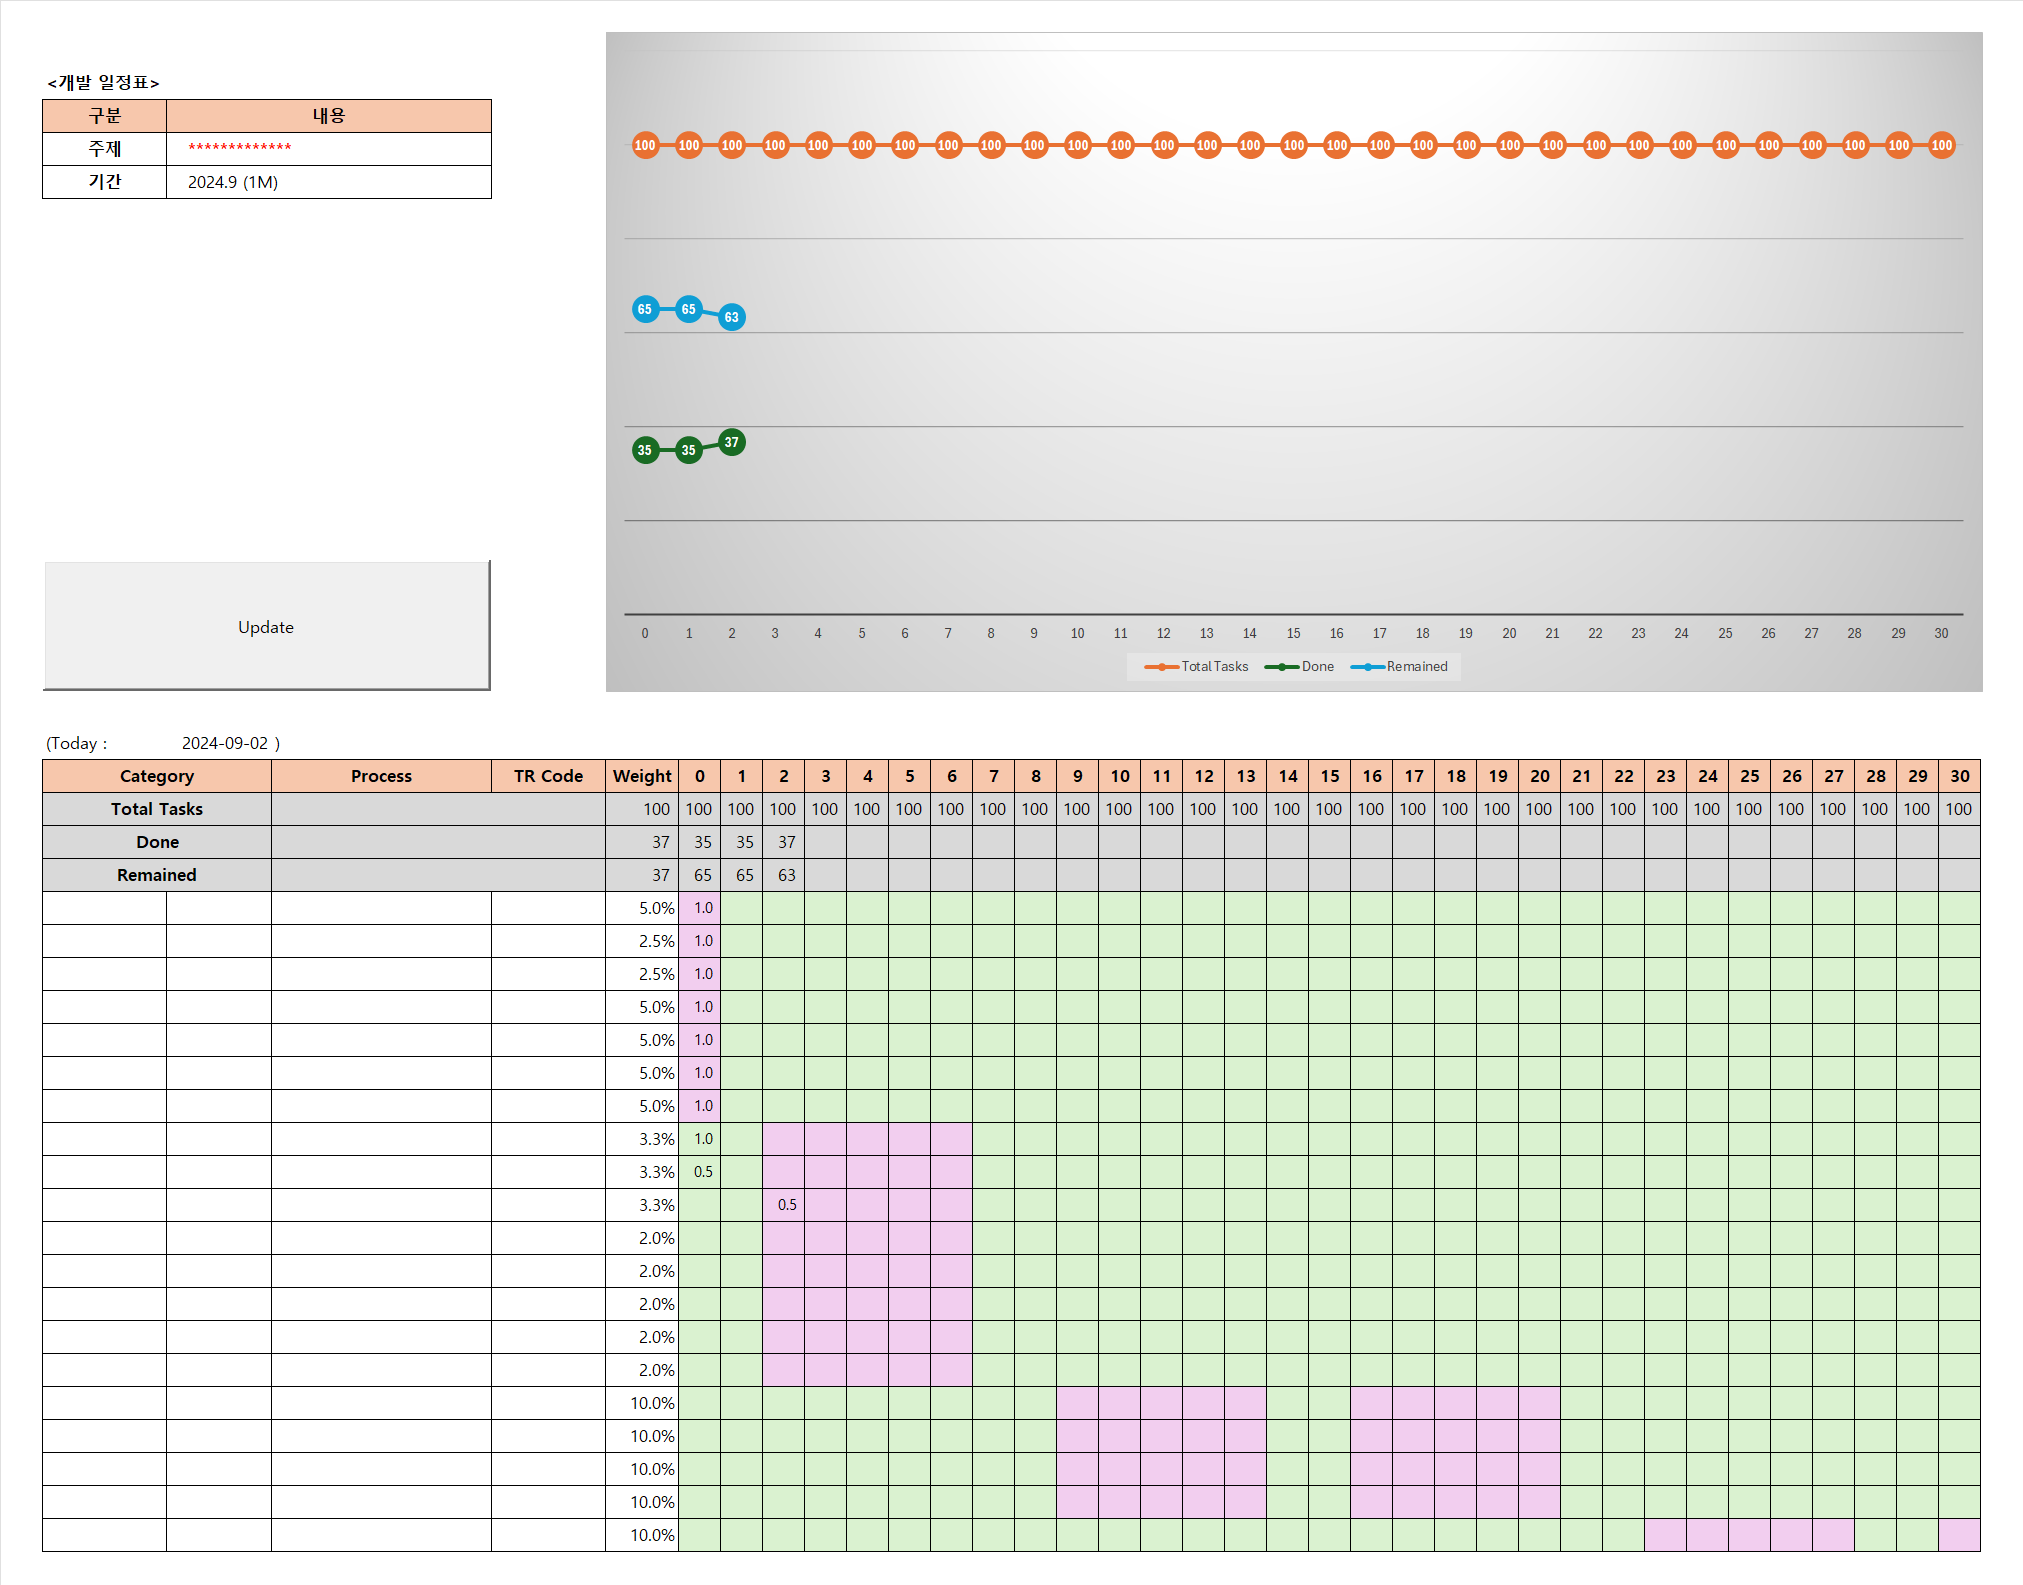 <개발 일정표>
구분 내용
주제 *************
기간 2024.9 (1M)
100 100 100 100 100 100 100 100 100 100 100 100 100 100 100 100 100 100 100 100 100 100 100 100 100 100 100 100 100 100 100
65 65 63
35 35 37
0 1 2 3 4 5 6 7 8 9 10 11 12 13 14 15 16 17 18 19 20 21 22 23 24 25 26 27 28 29 30
Total Tasks Done Remained
Update
(Today : 2024-09-02 )
Category Process TR Code Weight 0 1 2 3 4 5 6 7 8 9 10 11 12 13 14 15 16 17 18 19 20 21 22 23 24 25 26 27 28 29 30
Total Tasks 100 100 100 100 100 100 100 100 100 100 100 100 100 100 100 100 100 100 100 100 100 100 100 100 100 100 100 100 100 100 100 100
Done 37 35 35 37
Remained 37 65 65 63
5.0% 1.0
2.5% 1.0
2.5% 1.0
5.0% 1.0
5.0% 1.0
5.0% 1.0
5.0% 1.0
3.3% 1.0
3.3% 0.5
3.3% 0.5
2.0%
2.0%
2.0%
2.0%
2.0%
10.0%
10.0%
10.0%
10.0%
10.0%